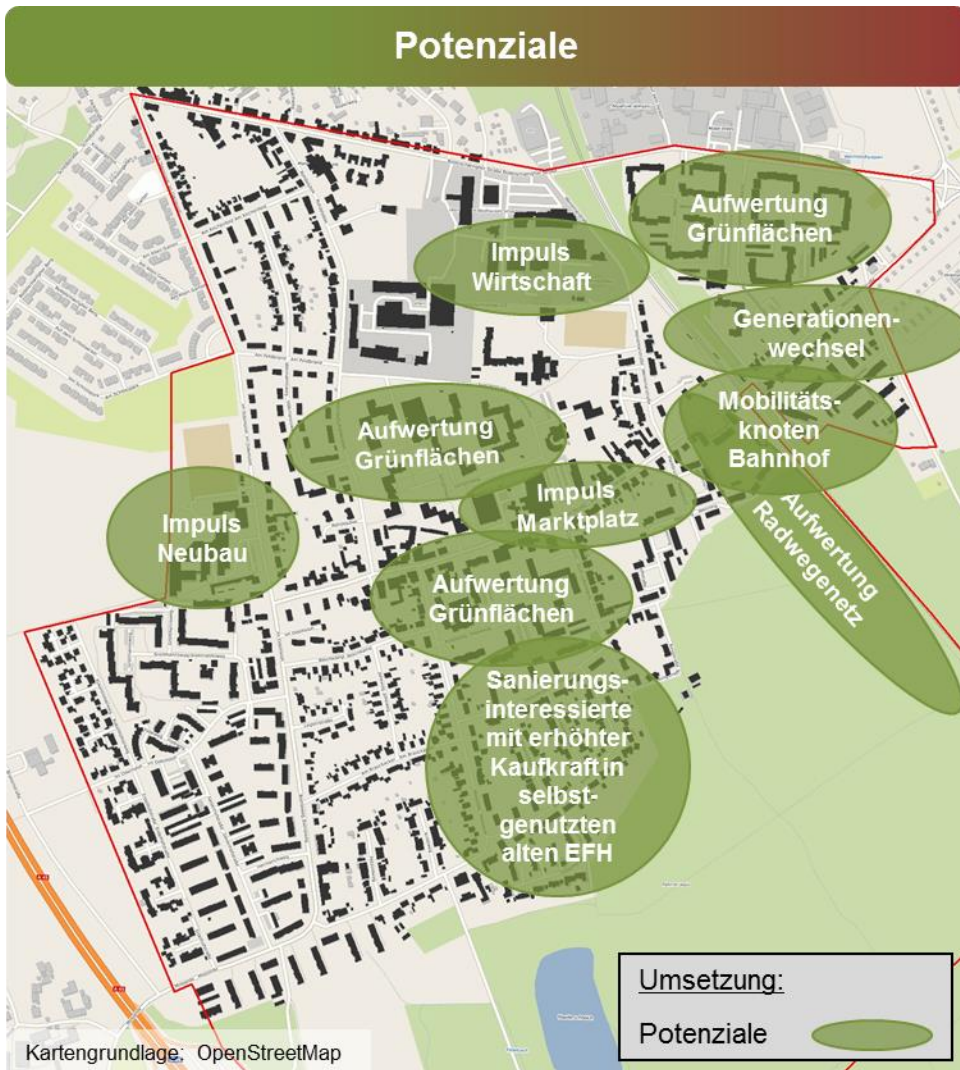 Potenziale
Aufwertung
Grünflächen
Impuls
Wirtschaft
Generationen-
wechsel
Mobilitäts-
knoten
Bahnhof
Aufwertung
Grünflächen
Impuls
Marktplatz
Aufwertung
Radwegenetz
Impuls
Neubau
Aufwertung
Grünflächen
Sanierungs-
interessierte
mit erhöhter
Kaufkraft in
selbst-
genutzten
alten EFH
Umsetzung:
Potenziale
Kartengrundlage: OpenStreetMap